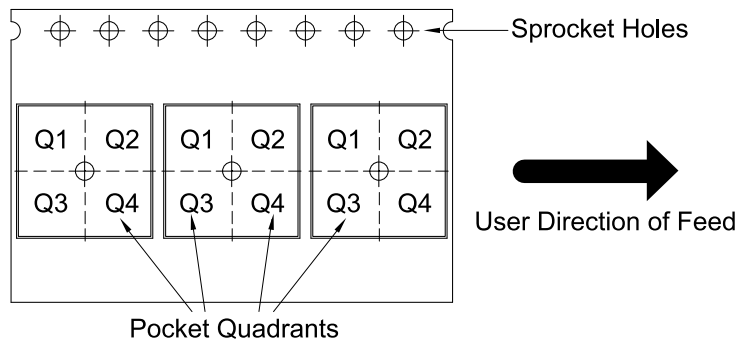 Sprocket Holes
Q1 Q2 Q1 Q2 Q1 Q2
Q3 Q4 Q3 Q4 Q3 Q4
User Direction of Feed
Pocket Quadrants